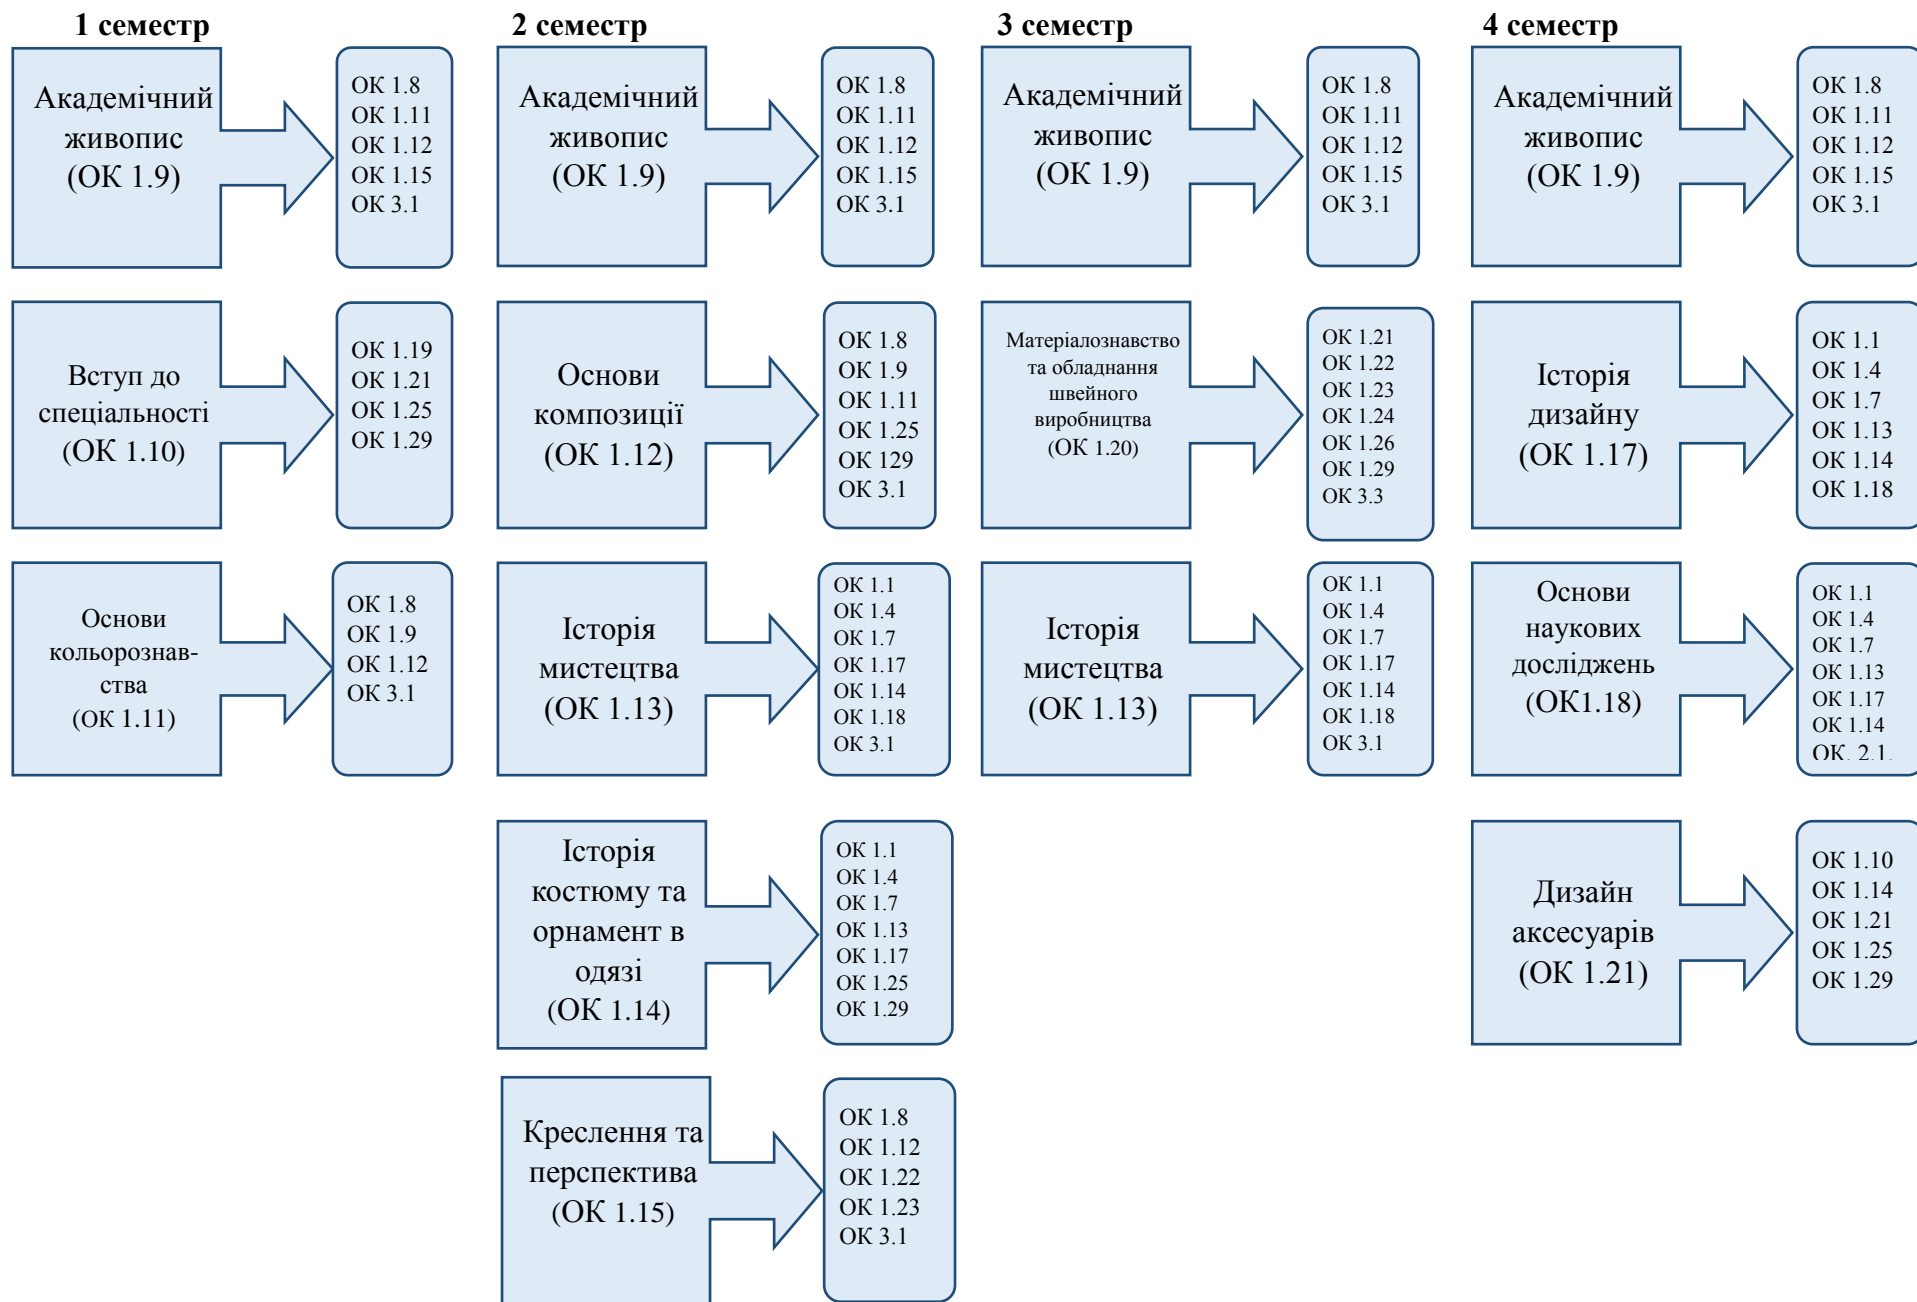 1 семестр
Академічний
живопис
(ОК 1.9)
ОК 1.8
ОК 1.11
ОК 1.12
ОК 1.15
ОК 3.1
Вступ до
спеціальності
(ОК 1.10)
ОК 1.19
ОК 1.21
ОК 1.25
ОК 1.29
Основи
кольорознав-
ства
(ОК 1.11)
ОК 1.8
ОК 1.9
ОК 1.12
ОК 3.1
2 семестр
Академічний
живопис
(ОК 1.9)
ОК 1.8
ОК 1.11
ОК 1.12
ОК 1.15
ОК 3.1
Основи
композиції
(ОК 1.12)
ОК 1.8
ОК 1.9
ОК 1.11
ОК 1.25
ОК 129
ОК 3.1
Історія
мистецтва
(ОК 1.13)
ОК 1.1
ОК 1.4
ОК 1.7
ОК 1.17
ОК 1.14
ОК 1.18
ОК 3.1
Історія
костюму та
орнамент в
одязі
(ОК 1.14)
ОК 1.1
ОК 1.4
ОК 1.7
ОК 1.13
ОК 1.17
ОК 1.25
ОК 1.29
Креслення та
перспектива
(ОК 1.15)
ОК 1.8
ОК 1.12
ОК 1.22
ОК 1.23
ОК 3.1
3 семестр
Академічний
живопис
(ОК 1.9)
ОК 1.8
ОК 1.11
ОК 1.12
ОК 1.15
ОК 3.1
Матеріалознавство
та обладнання
швейного
виробництва
(ОК 1.20)
ОК 1.21
ОК 1.22
ОК 1.23
ОК 1.24
ОК 1.26
ОК 1.29
ОК 3.3
Історія
мистецтва
(ОК 1.13)
ОК 1.1
ОК 1.4
ОК 1.7
ОК 1.17
ОК 1.14
ОК 1.18
ОК 3.1
4 семестр
Академічний
живопис
(ОК 1.9)
ОК 1.8
ОК 1.11
ОК 1.12
ОК 1.15
ОК 3.1
Історія
дизайну
(ОК 1.17)
ОК 1.1
ОК 1.4
ОК 1.7
ОК 1.13
ОК 1.14
ОК 1.18
Основи
наукових
досліджень
(ОК1.18)
ОК 1.1
ОК 1.4
ОК 1.7
ОК 1.13
ОК 1.17
ОК 1.14
ОК. 2.1.
Дизайн
аксесуарів
(ОК 1.21)
ОК 1.10
ОК 1.14
ОК 1.21
ОК 1.25
ОК 1.29